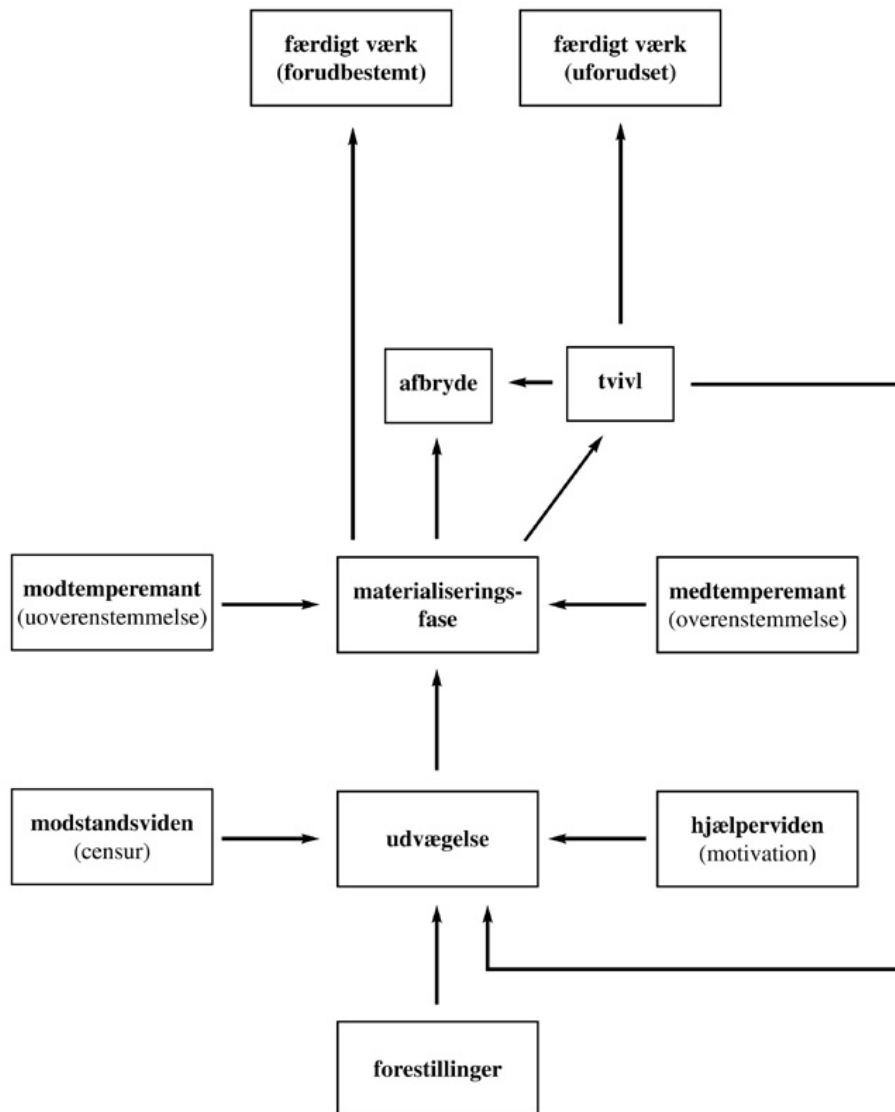 færdigt værk
(forudbestemt)
færdigt værk
(uforudset)
afbryde
tvivl
modtemperemant
(uoverenstemmelse)
materialiserings-
fase
medtemperemant
(overenstemmelse)
modstandsviden
(censur)
udvægelse
hjælperviden
(motivation)
forestillinger